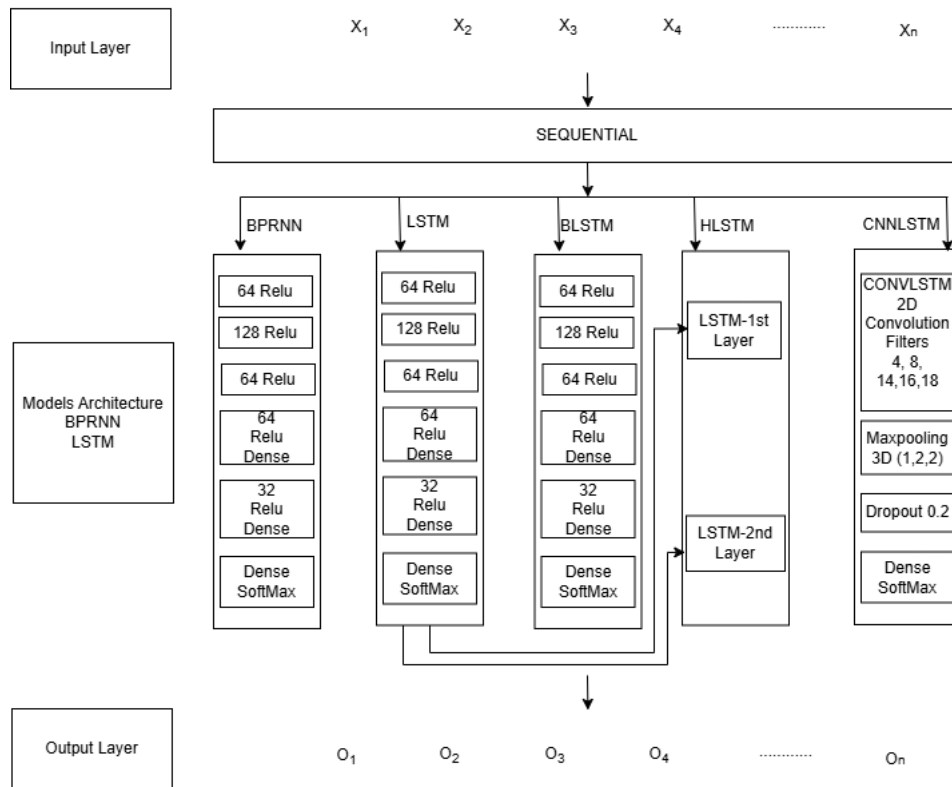 Input Layer
X₁ X₂ X₃ X₄ ............ Xn
SEQUENTIAL
BPRNN
LSTM
BLSTM
HLSTM
CNNLSTM
Models Architecture
BPRNN
LSTM
64 Relu
128 Relu
64 Relu
64
Relu
Dense
32
Relu
Dense
Dense
SoftMax
64 Relu
128 Relu
64 Relu
64
Relu
Dense
32
Relu
Dense
Dense
SoftMax
64 Relu
128 Relu
64 Relu
64
Relu
Dense
32
Relu
Dense
Dense
SoftMax
LSTM-1st
Layer
LSTM-2nd
Layer
CONVLSTM
2D
Convolution
Filters
4, 8,
14,16,18
Maxpooling
3D (1,2,2)
Dropout 0.2
Dense
SoftMax
Output Layer
O₁ O₂ O₃ O₄ ............ On